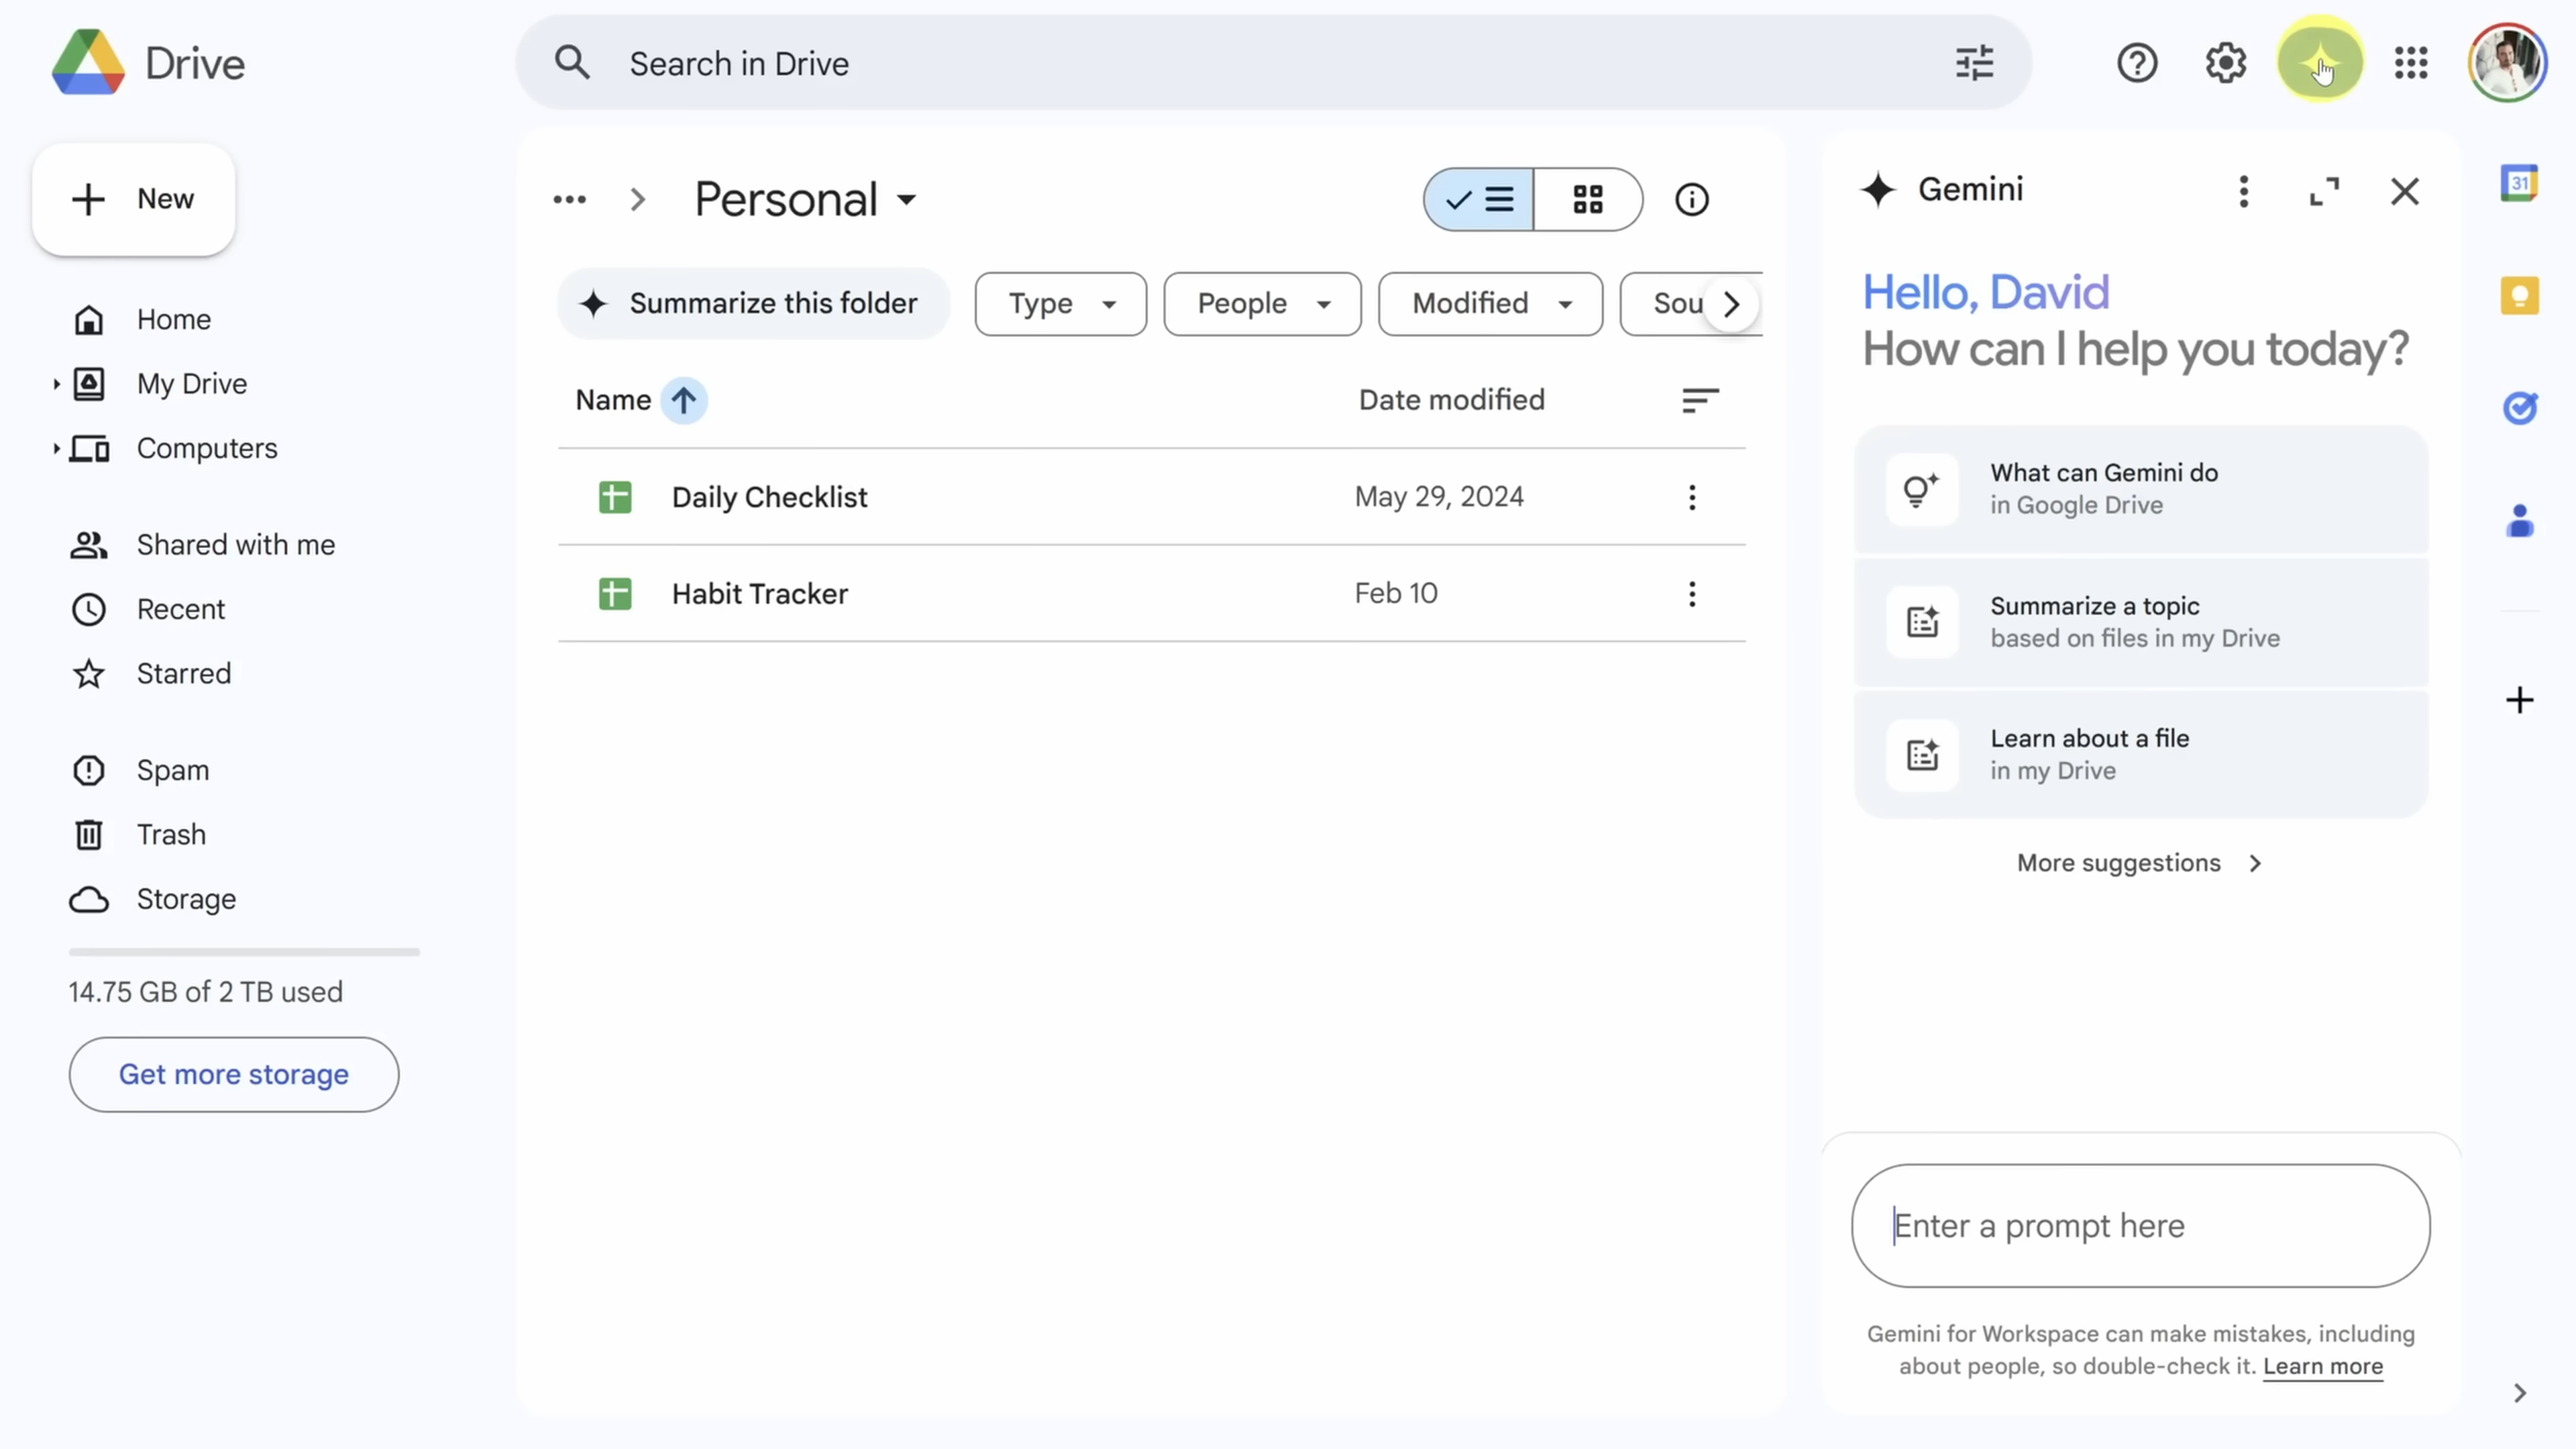 Drive
Search in Drive
New
Home
My Drive
Computers
Shared with me
Recent
Starred
Spam
Trash
Storage
14.75 GB of 2 TB used
Get more storage
Personal
Summarize this folder
Type
People
Modified
Sou
Name
Date modified
Daily Checklist
May 29, 2024
Habit Tracker
Feb 10
Gemini
Hello, David
How can I help you today?
What can Gemini do
in Google Drive
Summarize a topic
based on files in my Drive
Learn about a file
in my Drive
More suggestions
Enter a prompt here
Gemini for Workspace can make mistakes, including
about people, so double-check it. Learn more
31